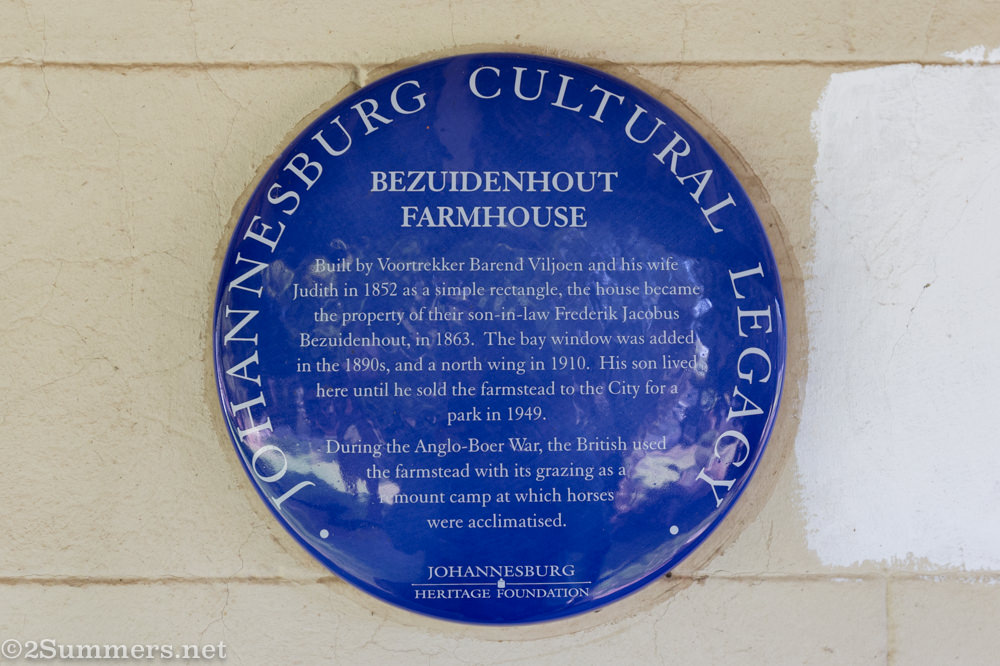 JOHANNESBURG CULTURAL LEGACY
BEZUIDENHOUT
FARMHOUSE
Built by Voortrekker Barend Viljoen and his wife
Judith in 1852 as a simple rectangle, the house became
the property of their son-in-law Frederik Jacobus
Bezuidenhout, in 1863. The bay window was added
in the 1890s, and a north wing in 1910. His son lived
here until he sold the farmstead to the City for a
park in 1949.
During the Anglo-Boer War, the British used
the farmstead with its grazing as a
remount camp at which horses
were acclimatised.
JOHANNESBURG
HERITAGE FOUNDATION
©2Summers.net